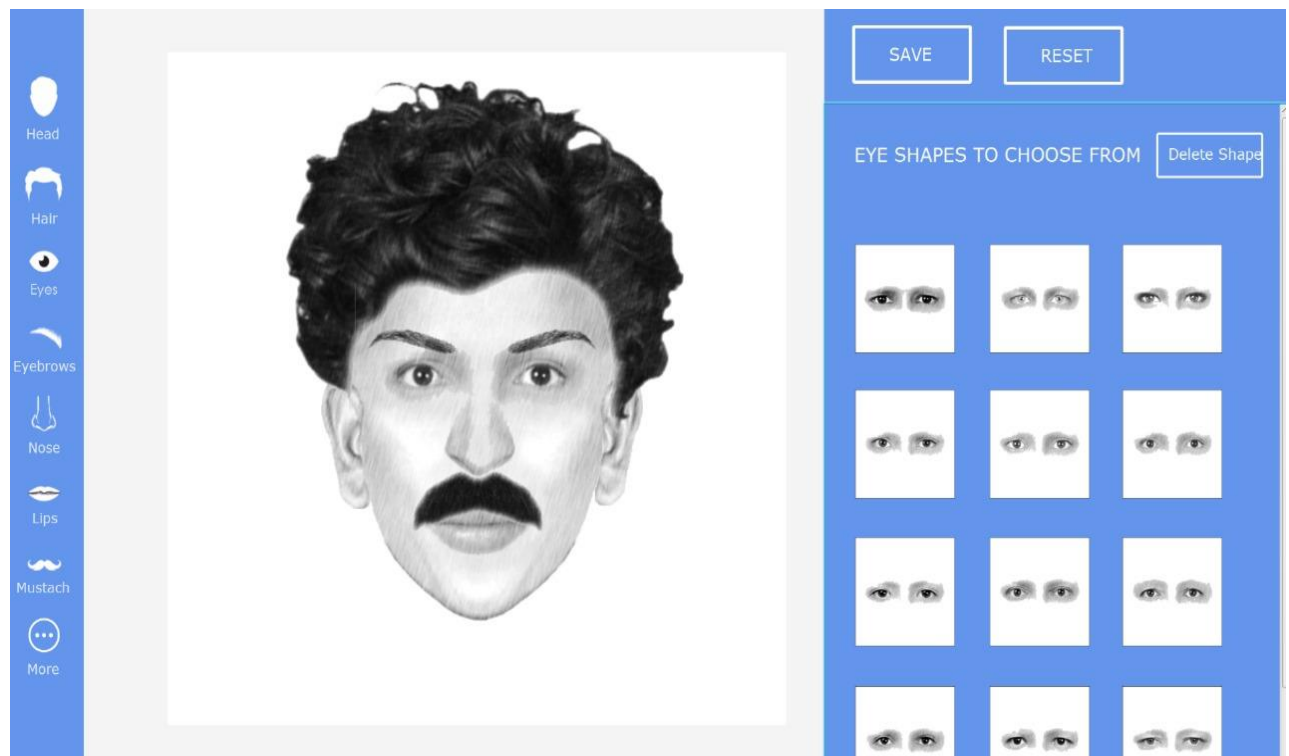 Head
Hair
Eyes
Eyebrows
Nose
Lips
Mustach
More
SAVE
RESET
EYE SHAPES TO CHOOSE FROM
Delete Shape